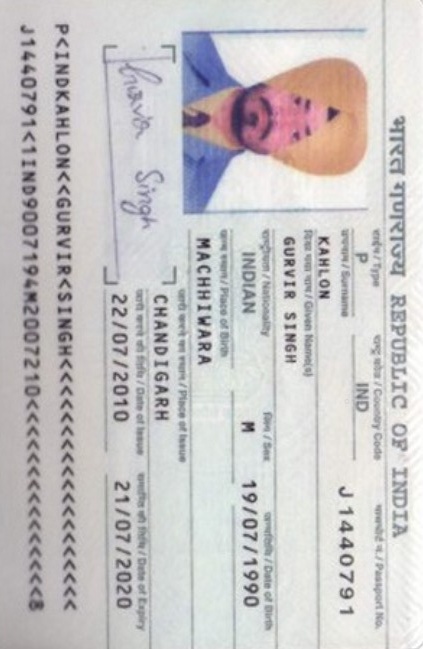 भारत गणराज्य REPUBLIC OF INDIA
टाईप / Type राष्ट्र कोड / Country Code पासपोर्ट नं. / Passport No.
P IND J 1440791
उपनाम / Surname
KAHLON
दिया गया नाम / Given Name(s)
GURVIR SINGH
राष्ट्रीयता / Nationality लिंग / Sex जन्मतिथि / Date of Birth
INDIAN M 19/07/1990
जन्म स्थान / Place of Birth
MACHHIWARA
जारी करने का स्थान / Place of Issue
CHANDIGARH
जारी करने की तिथि / Date of Issue समाप्ति की तिथि / Date of Expiry
22/07/2010 21/07/2020
Gurvir Singh
P<INDKAHLON<<GURVIR<SINGH<<<<<<<<<<<<<<<<<<<
J1440791<1IND9007194M2007210<<<<<<<<<<<<<<<8